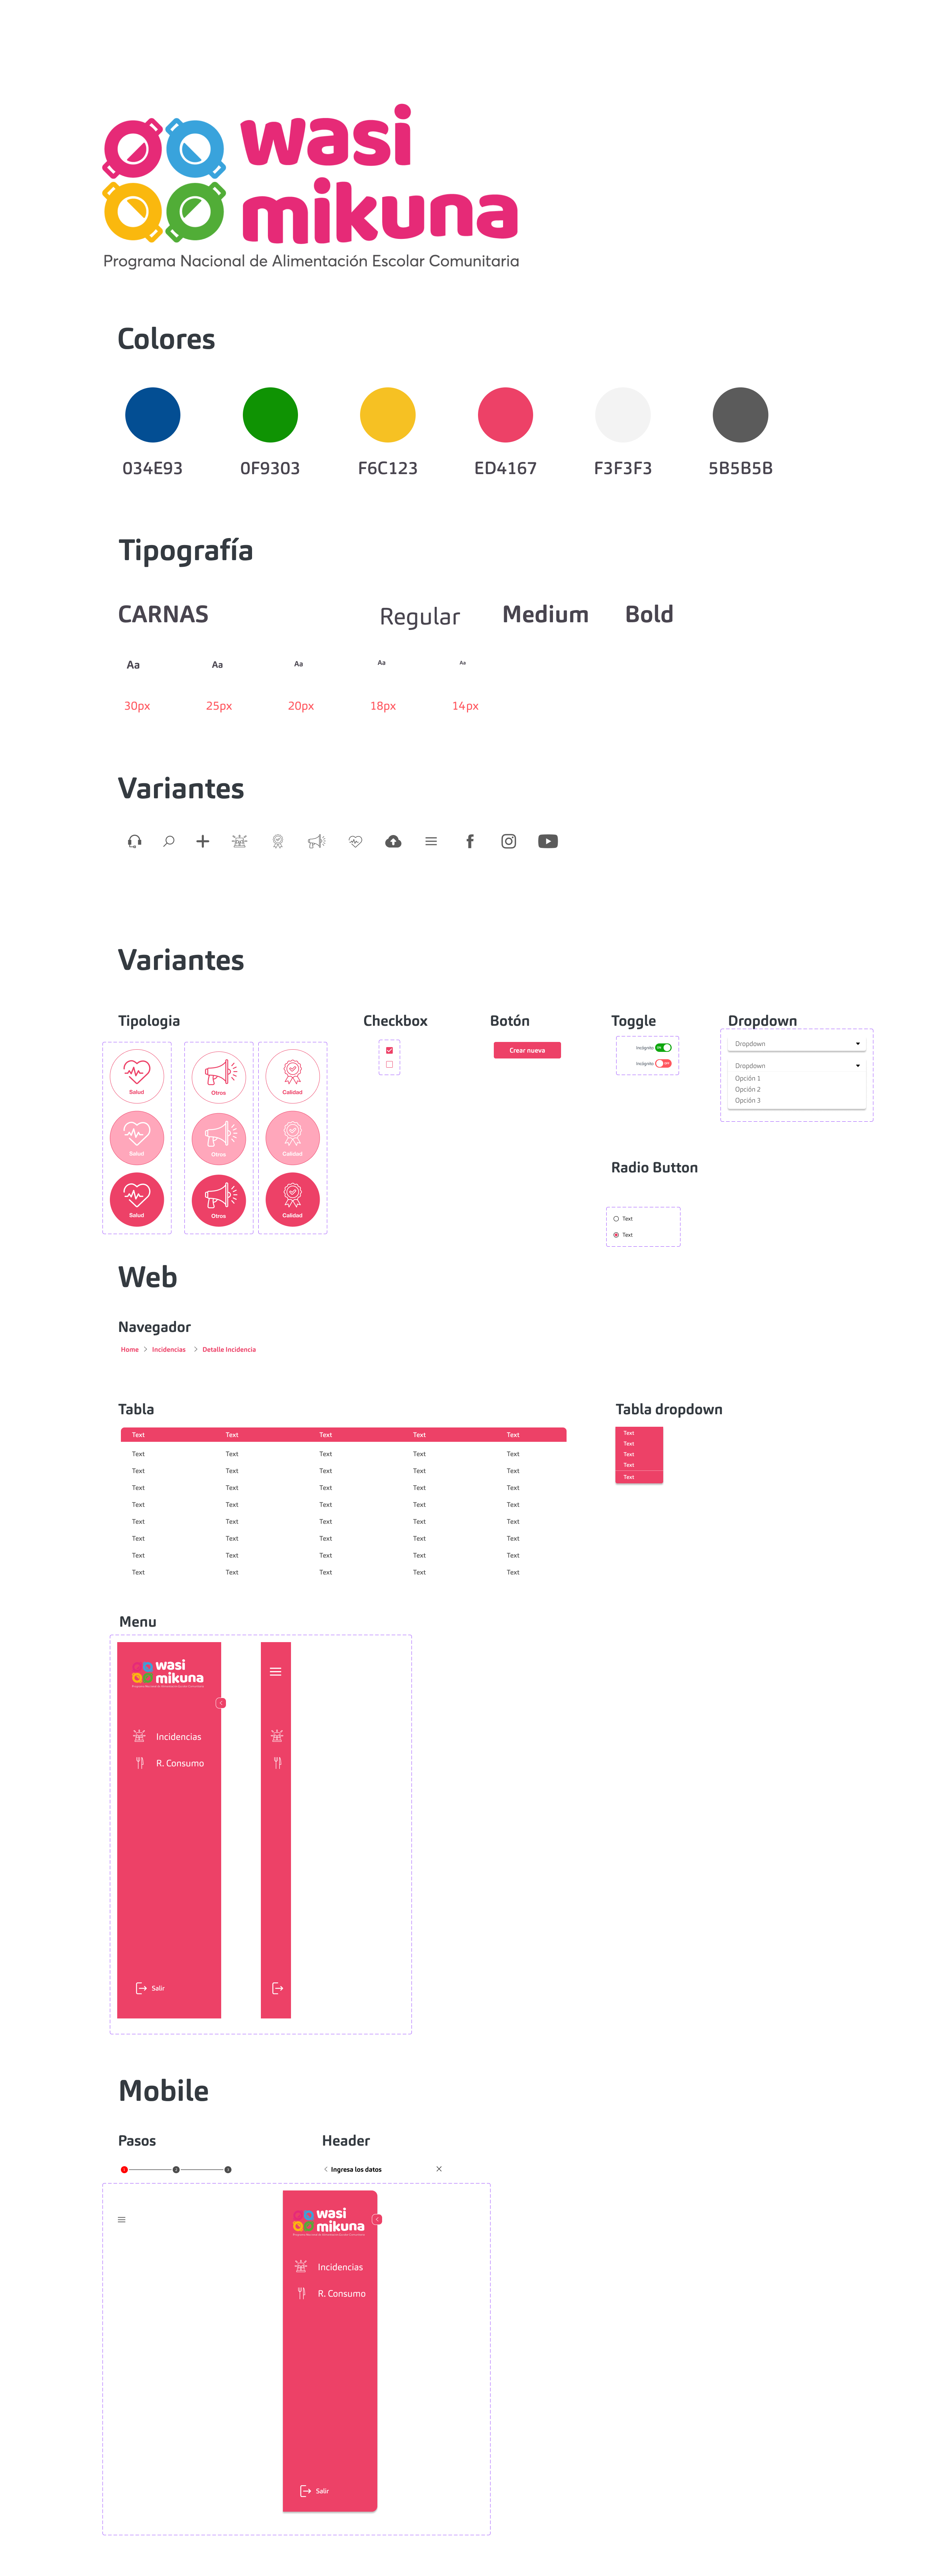 wasi
mikuna
Programa Nacional de Alimentación Escolar Comunitaria
Colores
034E93 0F9303 F6C123 ED4167 F3F3F3 5B5B5B
Tipografía
CARNAS Regular Medium Bold
Aa Aa Aa Aa Aa
30px 25px 20px 18px 14px
Variantes
Variantes
Tipologia Checkbox Botón Toggle Dropdown
Salud Otros Calidad
Salud Otros Calidad
Salud Otros Calidad
Crear nueva
Incógnito
Incógnito
Dropdown
Dropdown
Opción 1
Opción 2
Opción 3
Radio Button
Text
Text
Web
Navegador
Home Incidencias Detalle Incidencia
Tabla Tabla dropdown
Text Text Text Text Text
Text Text Text Text Text
Text Text Text Text Text
Text Text Text Text Text
Text Text Text Text Text
Text Text Text Text Text
Text Text Text Text Text
Text Text Text Text Text
Text Text Text Text Text
Text
Text
Text
Text
Text
Menu
wasi
mikuna
Incidencias
R. Consumo
Salir
Mobile
Pasos Header
1 2 3
Ingresa los datos
wasi
mikuna
Incidencias
R. Consumo
Salir